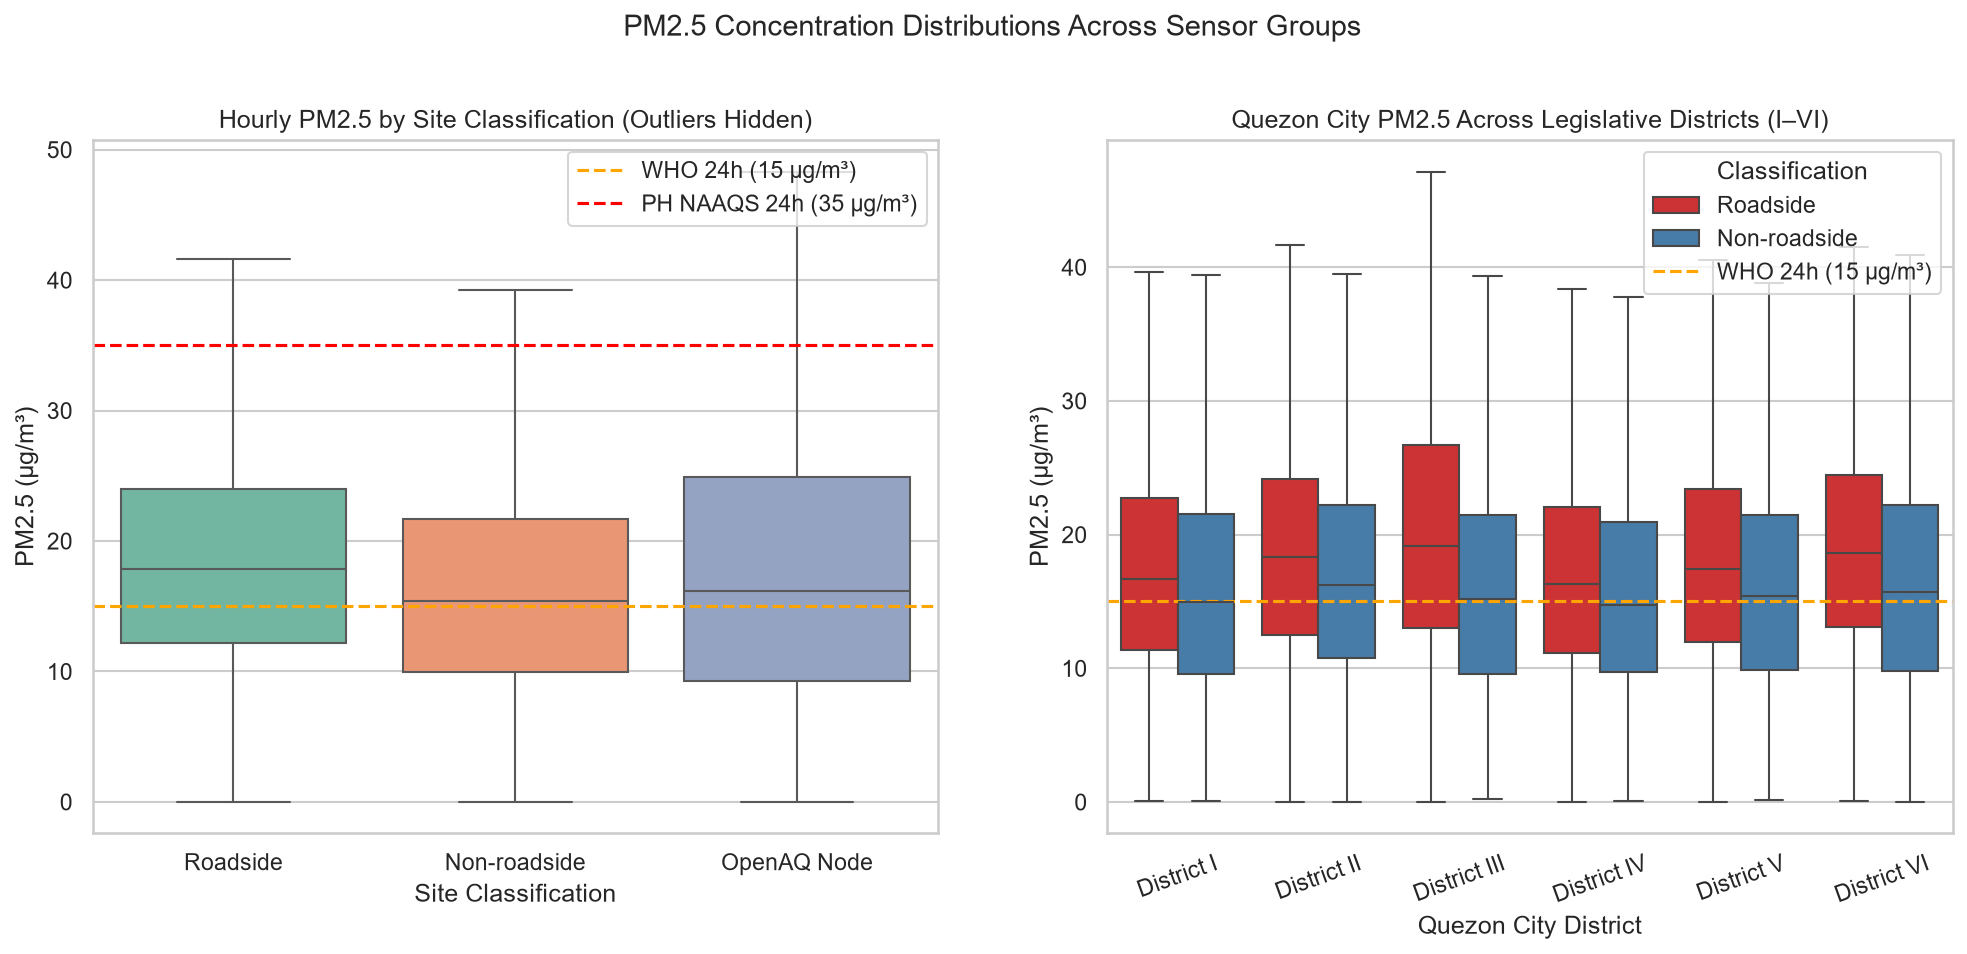 PM2.5 Concentration Distributions Across Sensor Groups
Hourly PM2.5 by Site Classification (Outliers Hidden)
WHO 24h (15 µg/m³)
PH NAAQS 24h (35 µg/m³)
PM2.5 (µg/m³)
50
40
30
20
10
0
Roadside
Non-roadside
OpenAQ Node
Site Classification
Quezon City PM2.5 Across Legislative Districts (I–VI)
Classification
Roadside
Non-roadside
WHO 24h (15 µg/m³)
PM2.5 (µg/m³)
40
30
20
10
0
District I
District II
District III
District IV
District V
District VI
Quezon City District